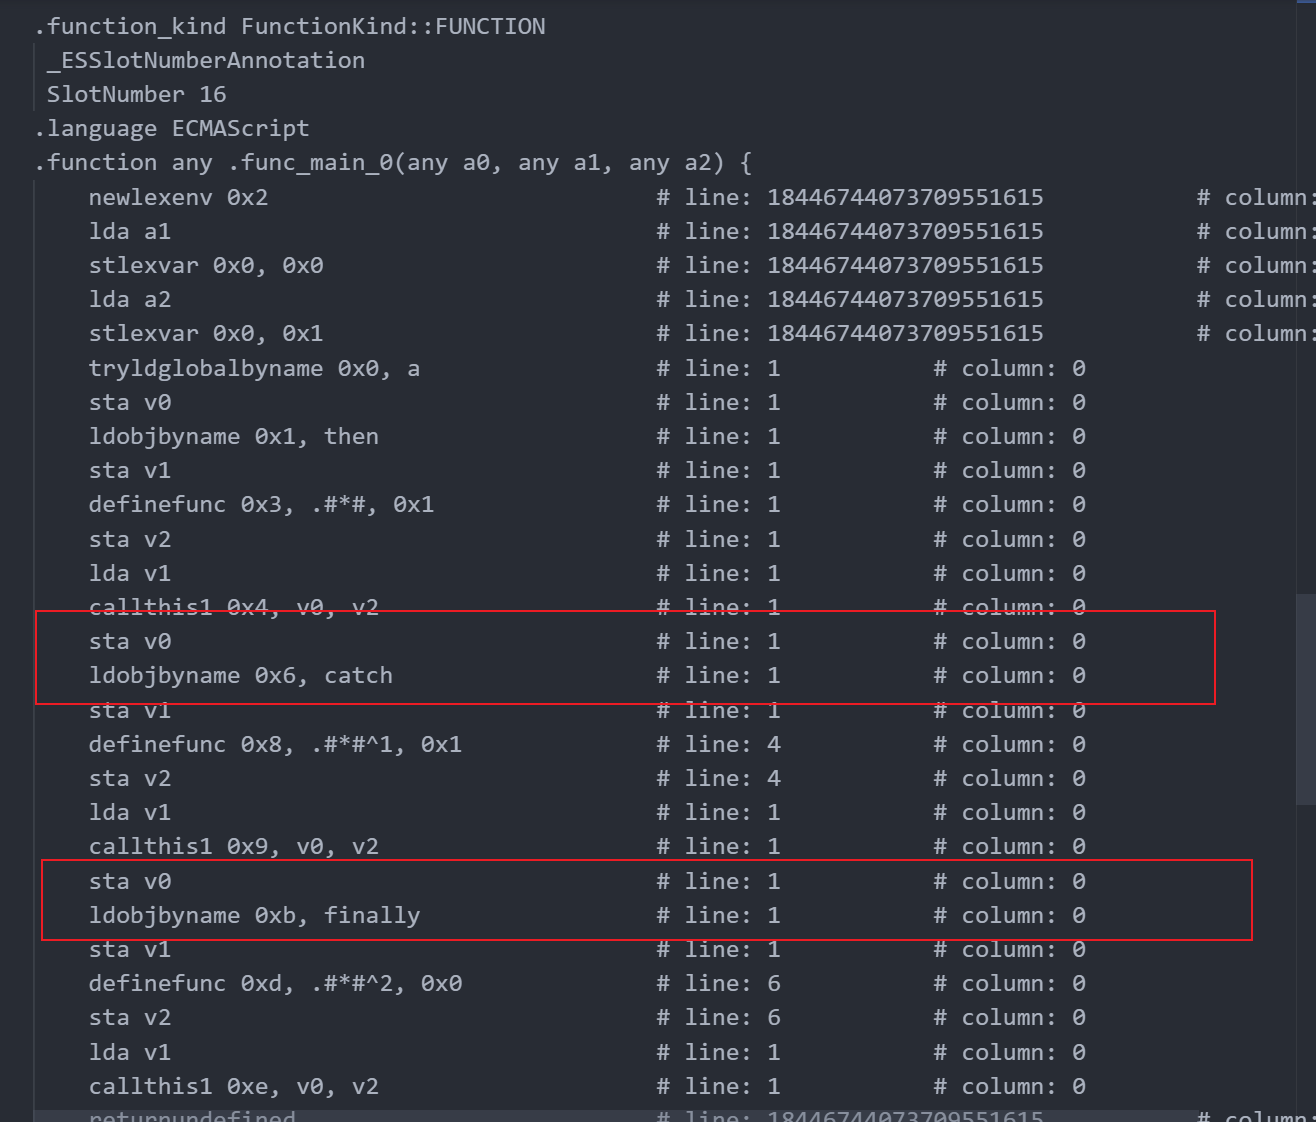 .function_kind FunctionKind::FUNCTION
_ESSlotNumberAnnotation
SlotNumber 16
.language ECMAScript
.function any .func_main_0(any a0, any a1, any a2) {
newlexenv 0x2 # line: 18446744073709551615 # column:
lda a1 # line: 18446744073709551615 # column:
stlexvar 0x0, 0x0 # line: 18446744073709551615 # column:
lda a2 # line: 18446744073709551615 # column:
stlexvar 0x0, 0x1 # line: 18446744073709551615 # column:
tryldglobalbyname 0x0, a # line: 1 # column: 0
sta v0 # line: 1 # column: 0
ldobjbyname 0x1, then # line: 1 # column: 0
sta v1 # line: 1 # column: 0
definefunc 0x3, .#*#, 0x1 # line: 1 # column: 0
sta v2 # line: 1 # column: 0
lda v1 # line: 1 # column: 0
callthis1 0x4, v0, v2 # line: 1 # column: 0
sta v0 # line: 1 # column: 0
ldobjbyname 0x6, catch # line: 1 # column: 0
sta v1 # line: 1 # column: 0
definefunc 0x8, .#*#^1, 0x1 # line: 4 # column: 0
sta v2 # line: 4 # column: 0
lda v1 # line: 1 # column: 0
callthis1 0x9, v0, v2 # line: 1 # column: 0
sta v0 # line: 1 # column: 0
ldobjbyname 0xb, finally # line: 1 # column: 0
sta v1 # line: 1 # column: 0
definefunc 0xd, .#*#^2, 0x0 # line: 6 # column: 0
sta v2 # line: 6 # column: 0
lda v1 # line: 1 # column: 0
callthis1 0xe, v0, v2 # line: 1 # column: 0
returnundefined # line: 18446744073709551615 # column: